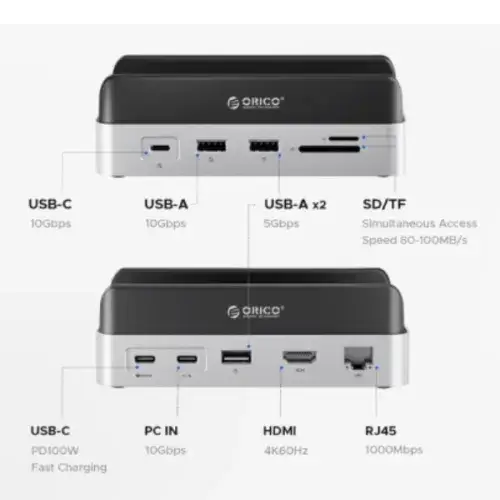 ORICO
USB-C
10Gbps
USB-A
10Gbps
USB-A x2
5Gbps
SD/TF
Simultaneous Access
Speed 80-100MB/s
ORICO
USB-C
PD100W
Fast Charging
PC IN
10Gbps
HDMI
4K60Hz
RJ45
1000Mbps